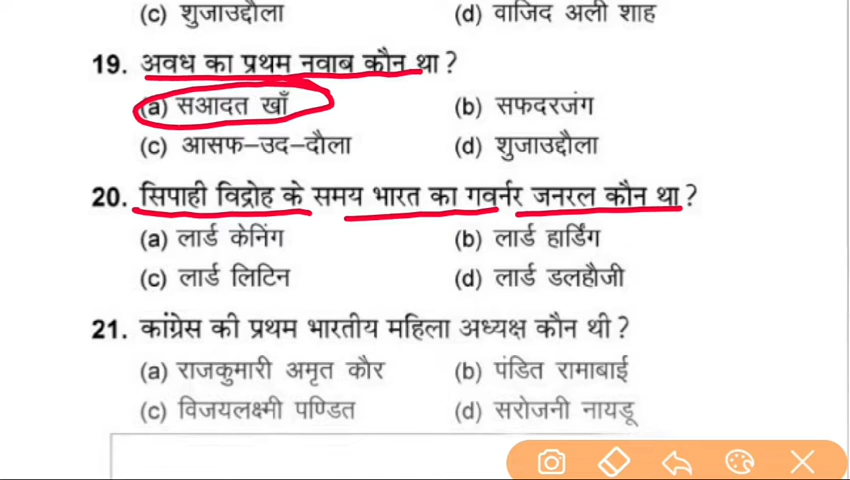 (c) शुजाउद्दौला (d) वाजिद अली शाह
19. अवध का प्रथम नवाब कौन था ?
(a) सआदत खाँ (b) सफदरजंग
(c) आसफ–उद–दौला (d) शुजाउद्दौला
20. सिपाही विद्रोह के समय भारत का गवर्नर जनरल कौन था ?
(a) लार्ड केनिंग (b) लार्ड हार्डिंग
(c) लार्ड लिटिन (d) लार्ड डलहौजी
21. कांग्रेस की प्रथम भारतीय महिला अध्यक्ष कौन थी ?
(a) राजकुमारी अमृत कौर (b) पंडित रामाबाई
(c) विजयलक्ष्मी पण्डित (d) सरोजनी नायडू